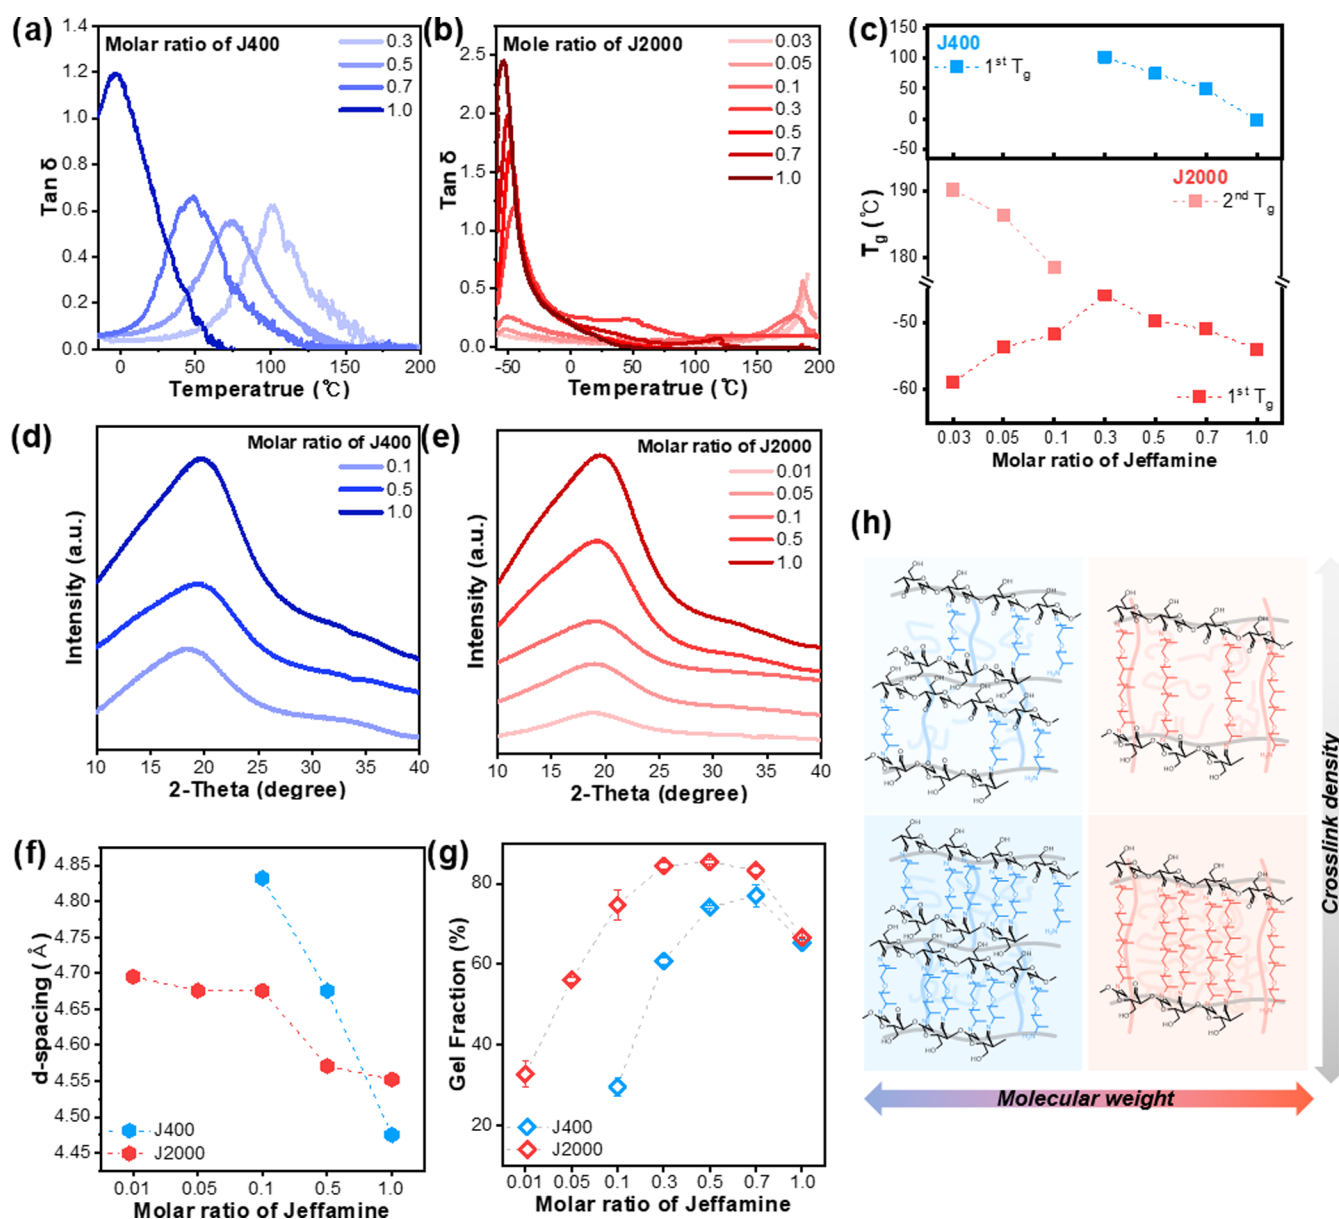 (a)
Molar ratio of J400
0.3
0.5
0.7
1.0
1.4
1.2
1.0
0.8
0.6
0.4
0.2
0.0
Tan δ
0
50
100
150
200
Temperatrue (℃)
(b)
Mole ratio of J2000
0.03
0.05
0.1
0.3
0.5
0.7
1.0
2.5
2.0
1.5
1.0
0.5
0.0
Tan δ
-50
0
50
100
150
200
Temperatrue (℃)
(c)
J400
1st Tg
100
50
0
-50
J2000
2nd Tg
190
180
-50
-60
1st Tg
Tg (℃)
0.03
0.05
0.1
0.3
0.5
0.7
1.0
Molar ratio of Jeffamine
(d)
Molar ratio of J400
0.1
0.5
1.0
Intensity (a.u.)
10
15
20
25
30
35
40
2-Theta (degree)
(e)
Molar ratio of J2000
0.01
0.05
0.1
0.5
1.0
Intensity (a.u.)
10
15
20
25
30
35
40
2-Theta (degree)
(f)
4.85
4.80
4.75
4.70
4.65
4.60
4.55
4.50
4.45
d-spacing (Å)
J400
J2000
0.01
0.05
0.1
0.5
1.0
Molar ratio of Jeffamine
(g)
80
60
40
20
Gel Fraction (%)
J400
J2000
0.01
0.05
0.1
0.3
0.5
0.7
1.0
Molar ratio of Jeffamine
(h)
Crosslink density
Molecular weight